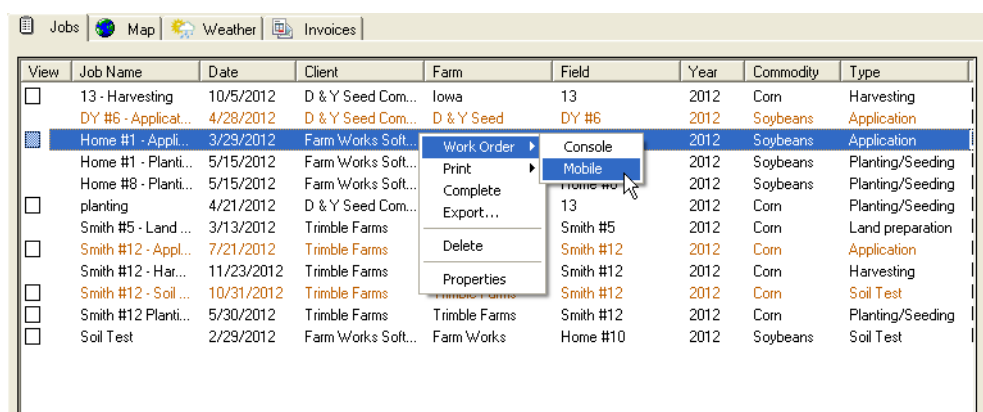 Jobs Map Weather Invoices
View Job Name Date Client Farm Field Year Commodity Type
13 - Harvesting 10/5/2012 D & Y Seed Com... Iowa 13 2012 Corn Harvesting
DY #6 - Applicat... 4/28/2012 D & Y Seed Com... D & Y Seed DY #6 2012 Soybeans Application
Home #1 - Appli... 3/29/2012 Farm Works Soft... Work Order Console 2012 Soybeans Application
Home #1 - Planti... 5/15/2012 Farm Works Soft... Print Mobile 2012 Soybeans Planting/Seeding
Home #8 - Planti... 5/15/2012 Farm Works Soft... Complete 2012 Soybeans Planting/Seeding
planting 4/21/2012 D & Y Seed Com... Export... 13 2012 Corn Planting/Seeding
Smith #5 - Land ... 3/13/2012 Trimble Farms Smith #5 2012 Corn Land preparation
Smith #12 - Appl... 7/21/2012 Trimble Farms Delete Smith #12 2012 Corn Application
Smith #12 - Har... 11/23/2012 Trimble Farms Properties Smith #12 2012 Corn Harvesting
Smith #12 - Soil ... 10/31/2012 Trimble Farms Trimble Farms Smith #12 2012 Corn Soil Test
Smith #12 Planti... 5/30/2012 Trimble Farms Trimble Farms Smith #12 2012 Corn Planting/Seeding
Soil Test 2/29/2012 Farm Works Soft... Farm Works Home #10 2012 Soybeans Soil Test